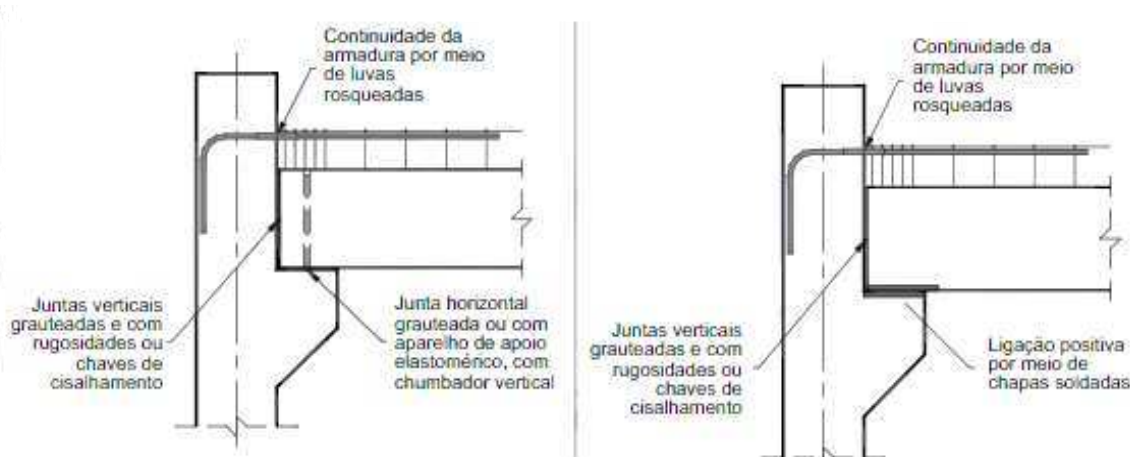 Continuidade da
armadura por meio
de luvas
rosqueadas
Juntas verticais
grauteadas e com
rugosidades ou
chaves de
cisalhamento
Junta horizontal
grauteada ou com
aparelho de apoio
elastomérico, com
chumbador vertical
Continuidade da
armadura por meio
de luvas
rosqueadas
Juntas verticais
grauteadas e com
rugosidades ou
chaves de
cisalhamento
Ligação positiva
por meio de
chapas soldadas